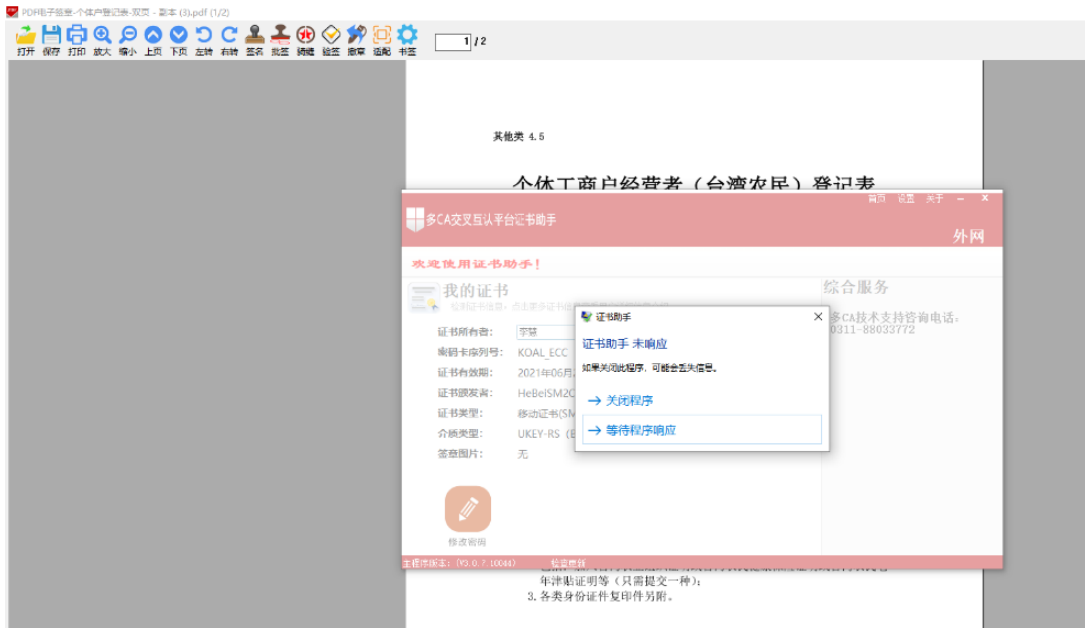 PDF电子签章-个体户登记表-双页 - 副本 (3).pdf (1/2)
打开 保存 打印 放大 缩小 上页 下页 左转 右转 签名 批签 骑缝 验签 撤章 适配 书签
1 / 2
其他类 4.5
个体工商户经营者（台湾农民）登记表
首页 设置 关于
多CA交叉互认平台证书助手
外网
欢迎使用证书助手！
我的证书
综合服务
证书所有者：
多CA技术支持咨询电话：
0311-88033772
密码卡序列号： KOAL_ECC
证书有效期： 2021年06月
证书颁发者： HeBeiSM2C
证书类型： 移动证书(SM
介质类型： UKEY-RS
签章图片： 无
证书助手
证书助手 未响应
如果关闭此程序，可能会丢失信息。
关闭程序
等待程序响应
修改密码
主程序版本：(V3.0.7.10044) 检查更新
年津贴证明等（只需提交一种）；
3. 各类身份证件复印件另附。